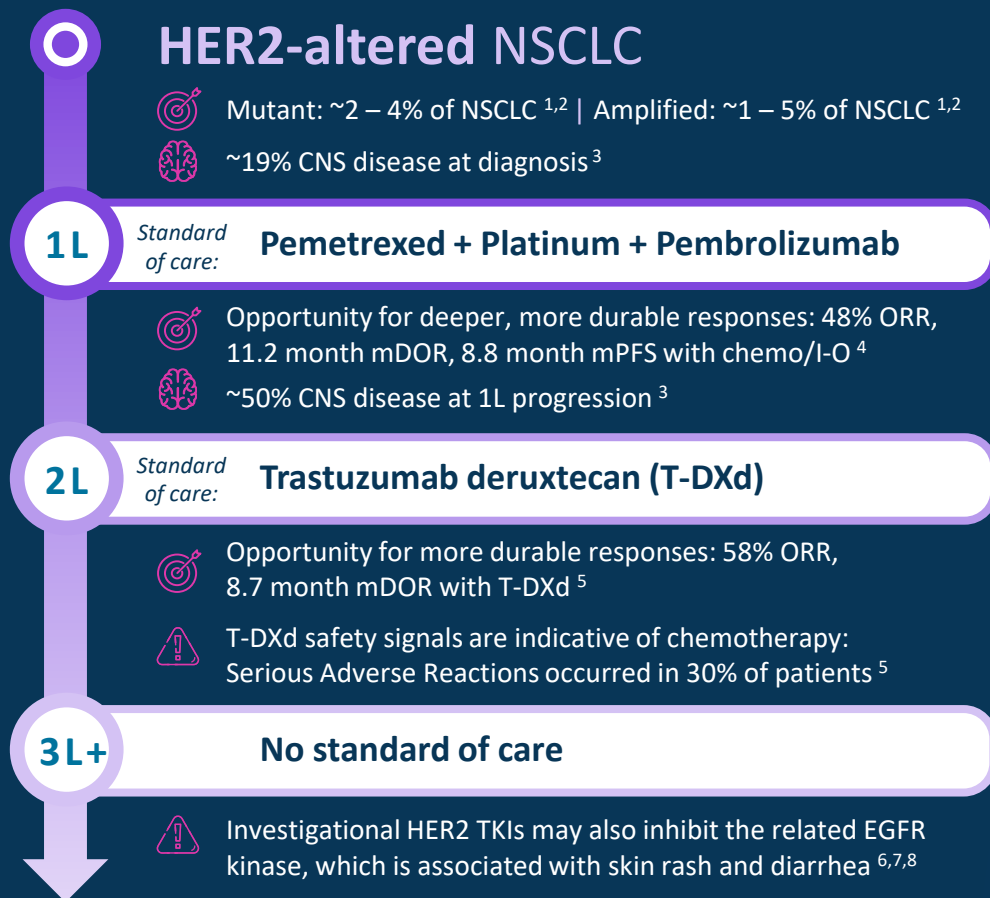 HER2-altered NSCLC
Mutant: ~2 – 4% of NSCLC 1,2 | Amplified: ~1 – 5% of NSCLC 1,2
~19% CNS disease at diagnosis 3
1L
Standard
of care:
Pemetrexed + Platinum + Pembrolizumab
Opportunity for deeper, more durable responses: 48% ORR,
11.2 month mDOR, 8.8 month mPFS with chemo/I-O 4
~50% CNS disease at 1L progression 3
2L
Standard
of care:
Trastuzumab deruxtecan (T-DXd)
Opportunity for more durable responses: 58% ORR,
8.7 month mDOR with T-DXd 5
T-DXd safety signals are indicative of chemotherapy:
Serious Adverse Reactions occurred in 30% of patients 5
3L+
No standard of care
Investigational HER2 TKIs may also inhibit the related EGFR
kinase, which is associated with skin rash and diarrhea 6,7,8